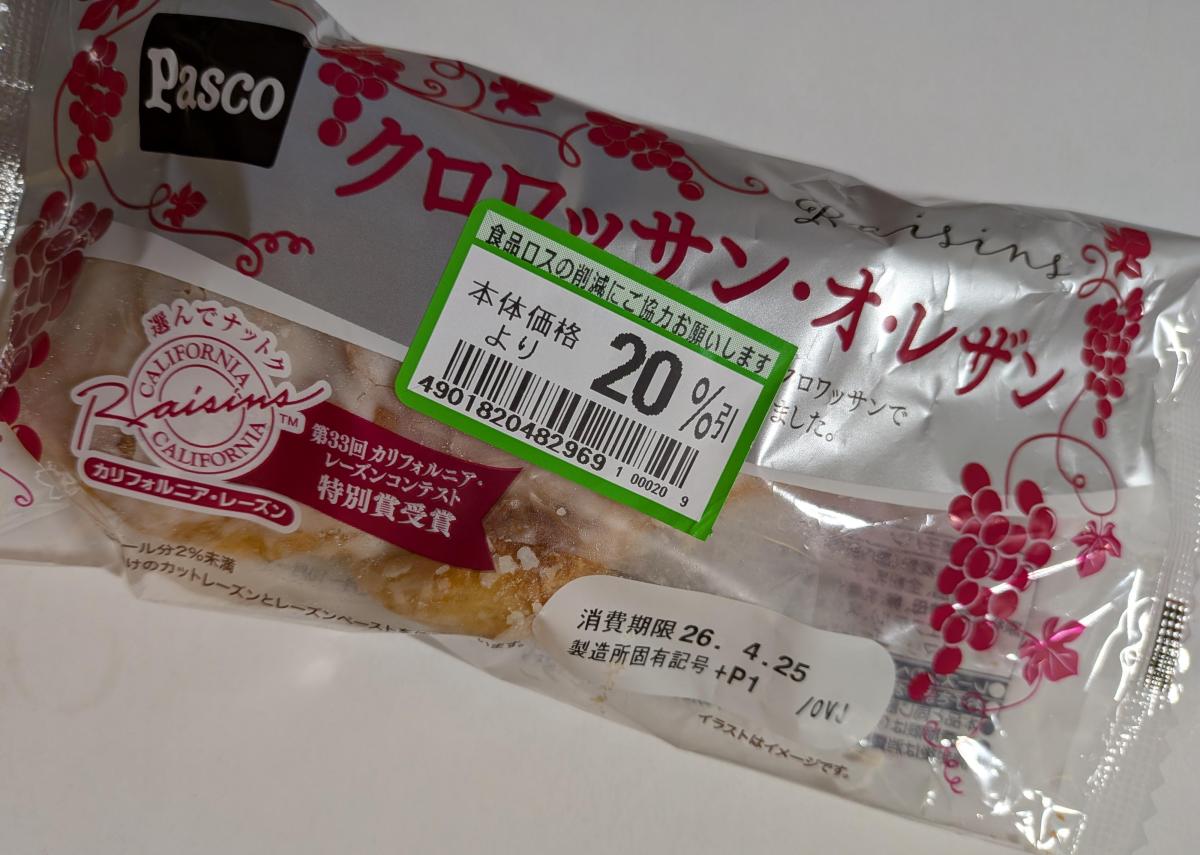 Pasco
クロワッサン・オ・レザン
Raisins
食品ロスの削減にご協力お願いします
本体価格
より
20%引
4901820482969 1 00020 9
クロワッサンで
ました。
選んでナットク
CALIFORNIA
Raisins™
CALIFORNIA
カリフォルニア・レーズン
第33回 カリフォルニア・
レーズンコンテスト
特別賞受賞
ール分2%未満
けのカットレーズンとレーズンペーストを
います。
消費期限 26. 4.25
製造所固有記号 +P1
/OVJ
イラストはイメージです。